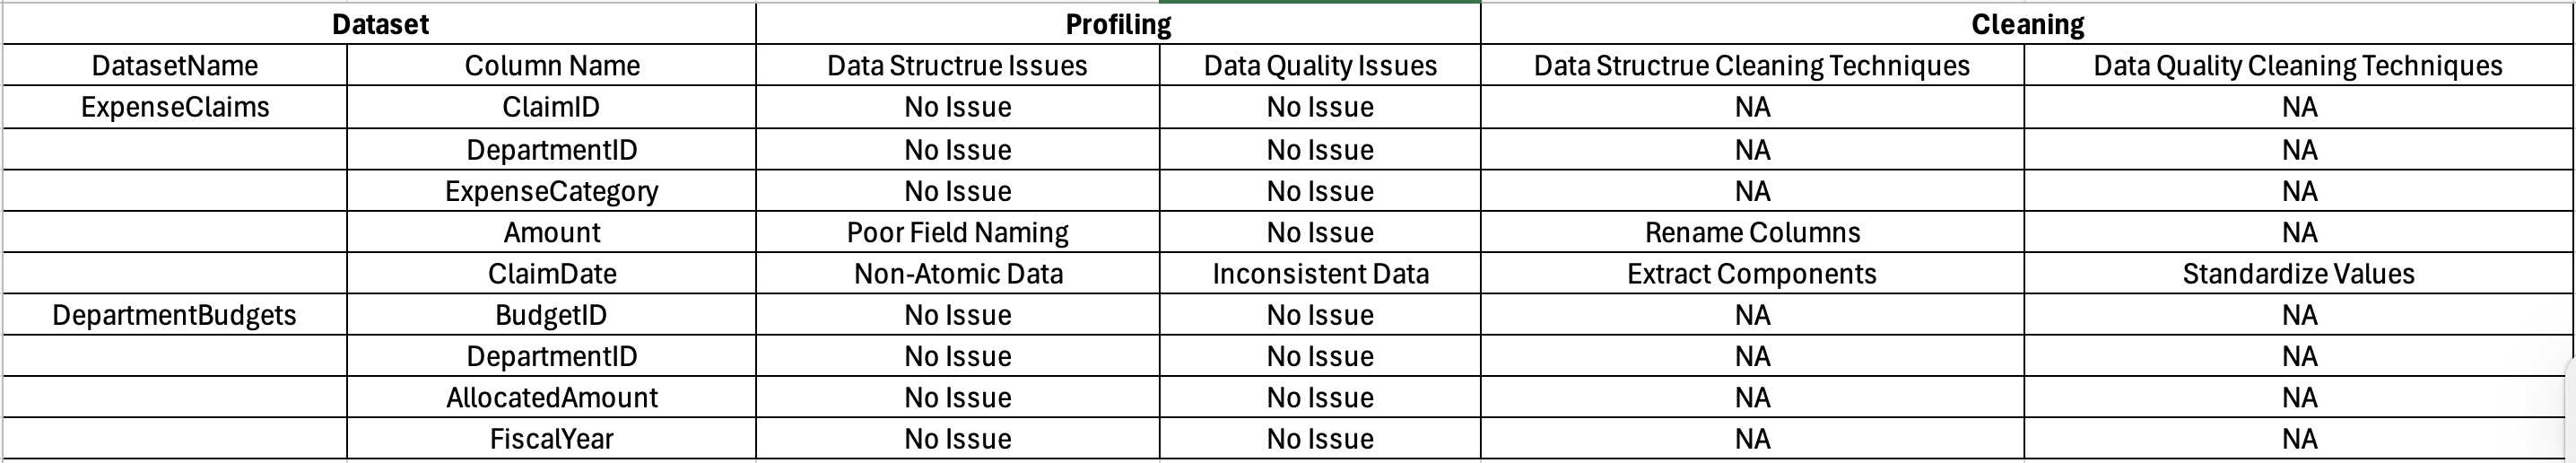 Dataset Profiling Cleaning
DatasetName Column Name Data Structrue Issues Data Quality Issues Data Structrue Cleaning Techniques Data Quality Cleaning Techniques
ExpenseClaims ClaimID No Issue No Issue NA NA
DepartmentID No Issue No Issue NA NA
ExpenseCategory No Issue No Issue NA NA
Amount Poor Field Naming No Issue Rename Columns NA
ClaimDate Non-Atomic Data Inconsistent Data Extract Components Standardize Values
DepartmentBudgets BudgetID No Issue No Issue NA NA
DepartmentID No Issue No Issue NA NA
AllocatedAmount No Issue No Issue NA NA
FiscalYear No Issue No Issue NA NA